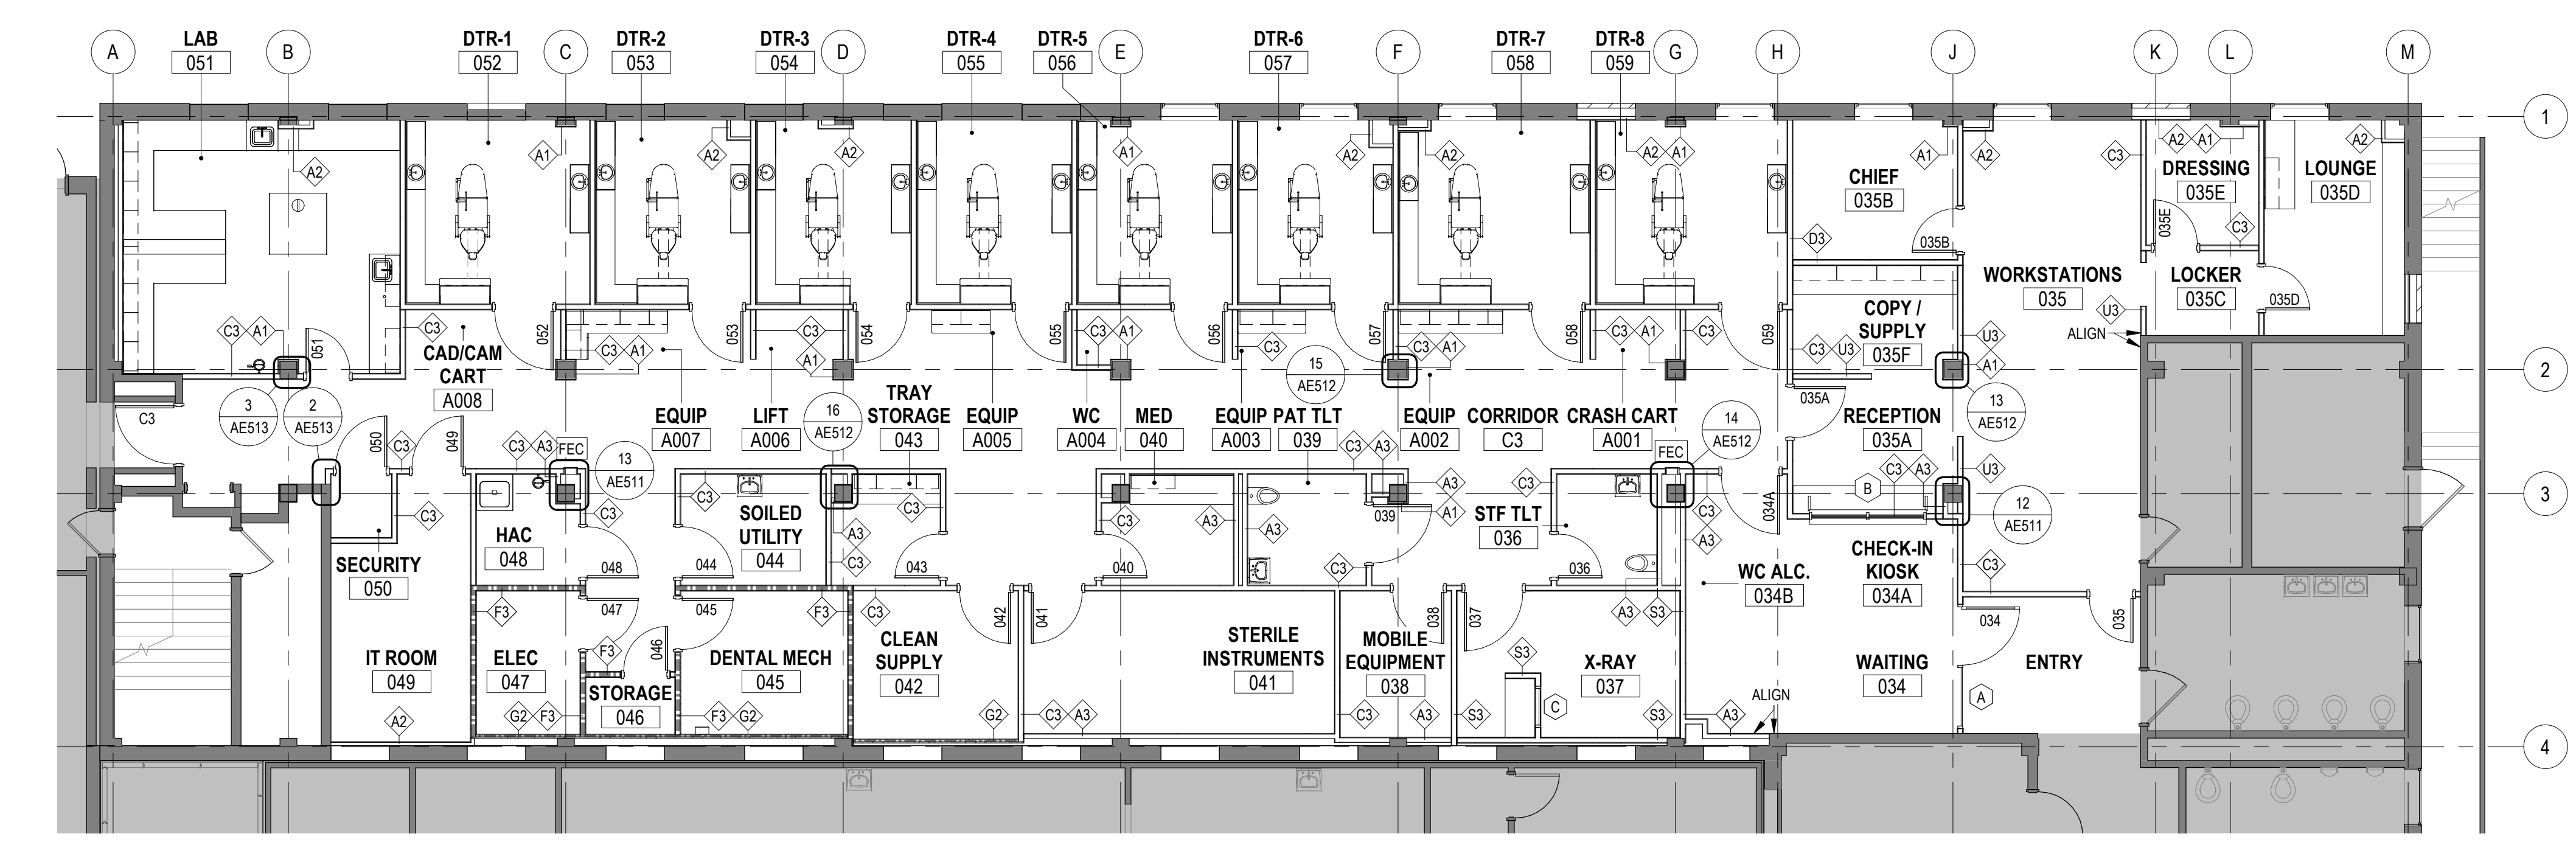 A
LAB
051
B
DTR-1
052
C
DTR-2
053
DTR-3
054
D
DTR-4
055
DTR-5
056
E
DTR-6
057
F
DTR-7
058
DTR-8
059
G
H
J
K
L
M
1
A2
A1
A2
A2
A1
A2
A2
A2
A1
A1
A2
C3
A2
A1
A2
CHIEF
035B
DRESSING
035E
LOUNGE
035D
035E
C3
D3
035B
WORKSTATIONS
035
LOCKER
035C
035D
COPY /
SUPPLY
035F
U3
ALIGN
U3
A1
C3
A1
051
C3
052
C3
A1
053
C3
A1
054
055
C3
A1
056
C3
057
C3
A1
058
C3
A1
C3
059
C3
U3
2
CAD/CAM
CART
A008
15
AE512
3
AE513
2
AE513
C3
EQUIP
A007
LIFT
A006
16
AE512
TRAY
STORAGE
043
EQUIP
A005
WC
A004
MED
040
EQUIP
A003
PAT TLT
039
EQUIP
A002
CORRIDOR
C3
CRASH CART
A001
14
AE512
035A
RECEPTION
035A
13
AE512
050
C3
049
C3
A3
FEC
13
AE511
C3
A3
FEC
C3
A3
U3
B
3
C3
HAC
048
C3
C3
SOILED
UTILITY
044
C3
A3
C3
C3
A3
A3
A3
A1
039
C3
STF TLT
036
C3
A3
034A
12
AE511
SECURITY
050
048
044
043
040
C3
036
WC ALC.
034B
CHECK-IN
KIOSK
034A
C3
F3
047
045
F3
C3
042
041
038
037
A3
S3
034
035
IT ROOM
049
ELEC
047
F3
046
DENTAL MECH
045
CLEAN
SUPPLY
042
STERILE
INSTRUMENTS
041
MOBILE
EQUIPMENT
038
S3
X-RAY
037
WAITING
034
ENTRY
STORAGE
046
A2
G2
F3
F3
G2
G2
C3
A3
C3
A3
S3
C
S3
A3
ALIGN
A
4